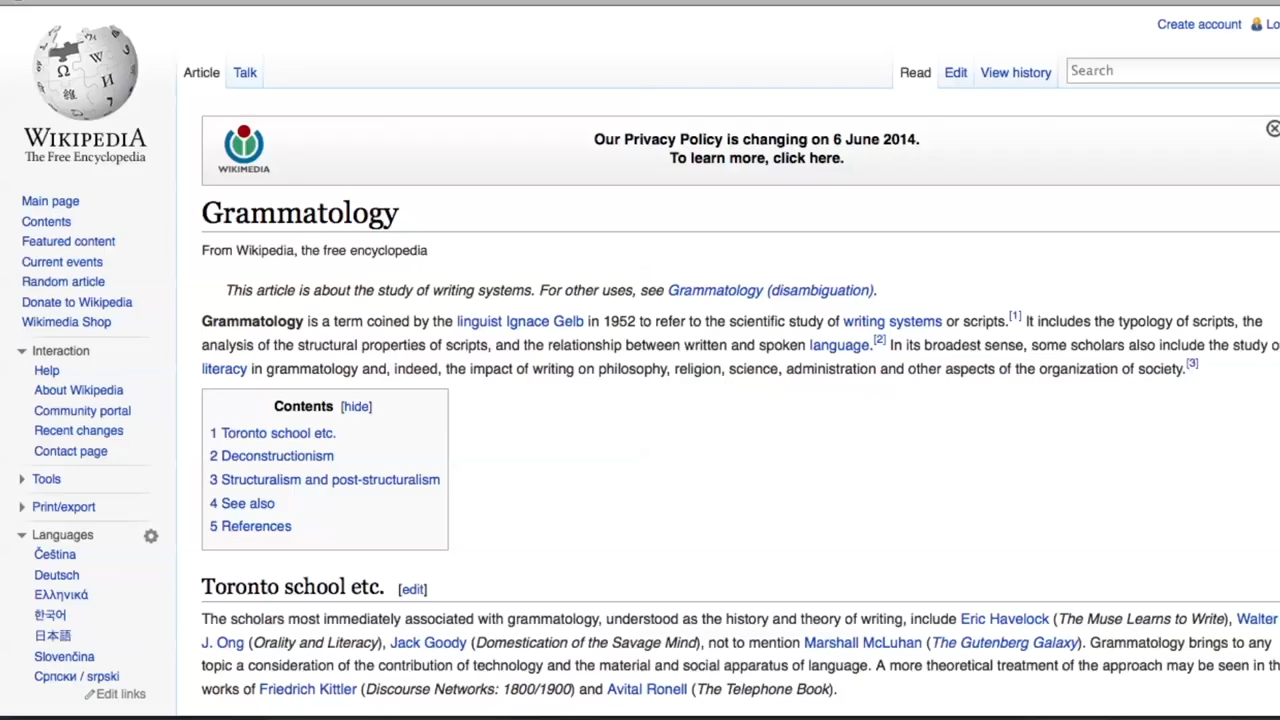 Create account
Article
Talk
Read
Edit
View history
Search
WIKIPEDIA
The Free Encyclopedia
WIKIMEDIA
Our Privacy Policy is changing on 6 June 2014.
To learn more, click here.
Main page
Contents
Featured content
Current events
Random article
Donate to Wikipedia
Wikimedia Shop
Interaction
Help
About Wikipedia
Community portal
Recent changes
Contact page
Tools
Print/export
Languages
Čeština
Deutsch
Ελληνικά
한국어
日本語
Slovenčina
Српски / srpski
Edit links
Grammatology
From Wikipedia, the free encyclopedia
This article is about the study of writing systems. For other uses, see Grammatology (disambiguation).
Grammatology is a term coined by the linguist Ignace Gelb in 1952 to refer to the scientific study of writing systems or scripts.[1] It includes the typology of scripts, the
analysis of the structural properties of scripts, and the relationship between written and spoken language.[2] In its broadest sense, some scholars also include the study
literacy in grammatology and, indeed, the impact of writing on philosophy, religion, science, administration and other aspects of the organization of society.[3]
Contents [hide]
1 Toronto school etc.
2 Deconstructionism
3 Structuralism and post-structuralism
4 See also
5 References
Toronto school etc. [edit]
The scholars most immediately associated with grammatology, understood as the history and theory of writing, include Eric Havelock (The Muse Learns to Write), Walter
J. Ong (Orality and Literacy), Jack Goody (Domestication of the Savage Mind), not to mention Marshall McLuhan (The Gutenberg Galaxy). Grammatology brings to any
topic a consideration of the contribution of technology and the material and social apparatus of language. A more theoretical treatment of the approach may be seen in the
works of Friedrich Kittler (Discourse Networks: 1800/1900) and Avital Ronell (The Telephone Book).